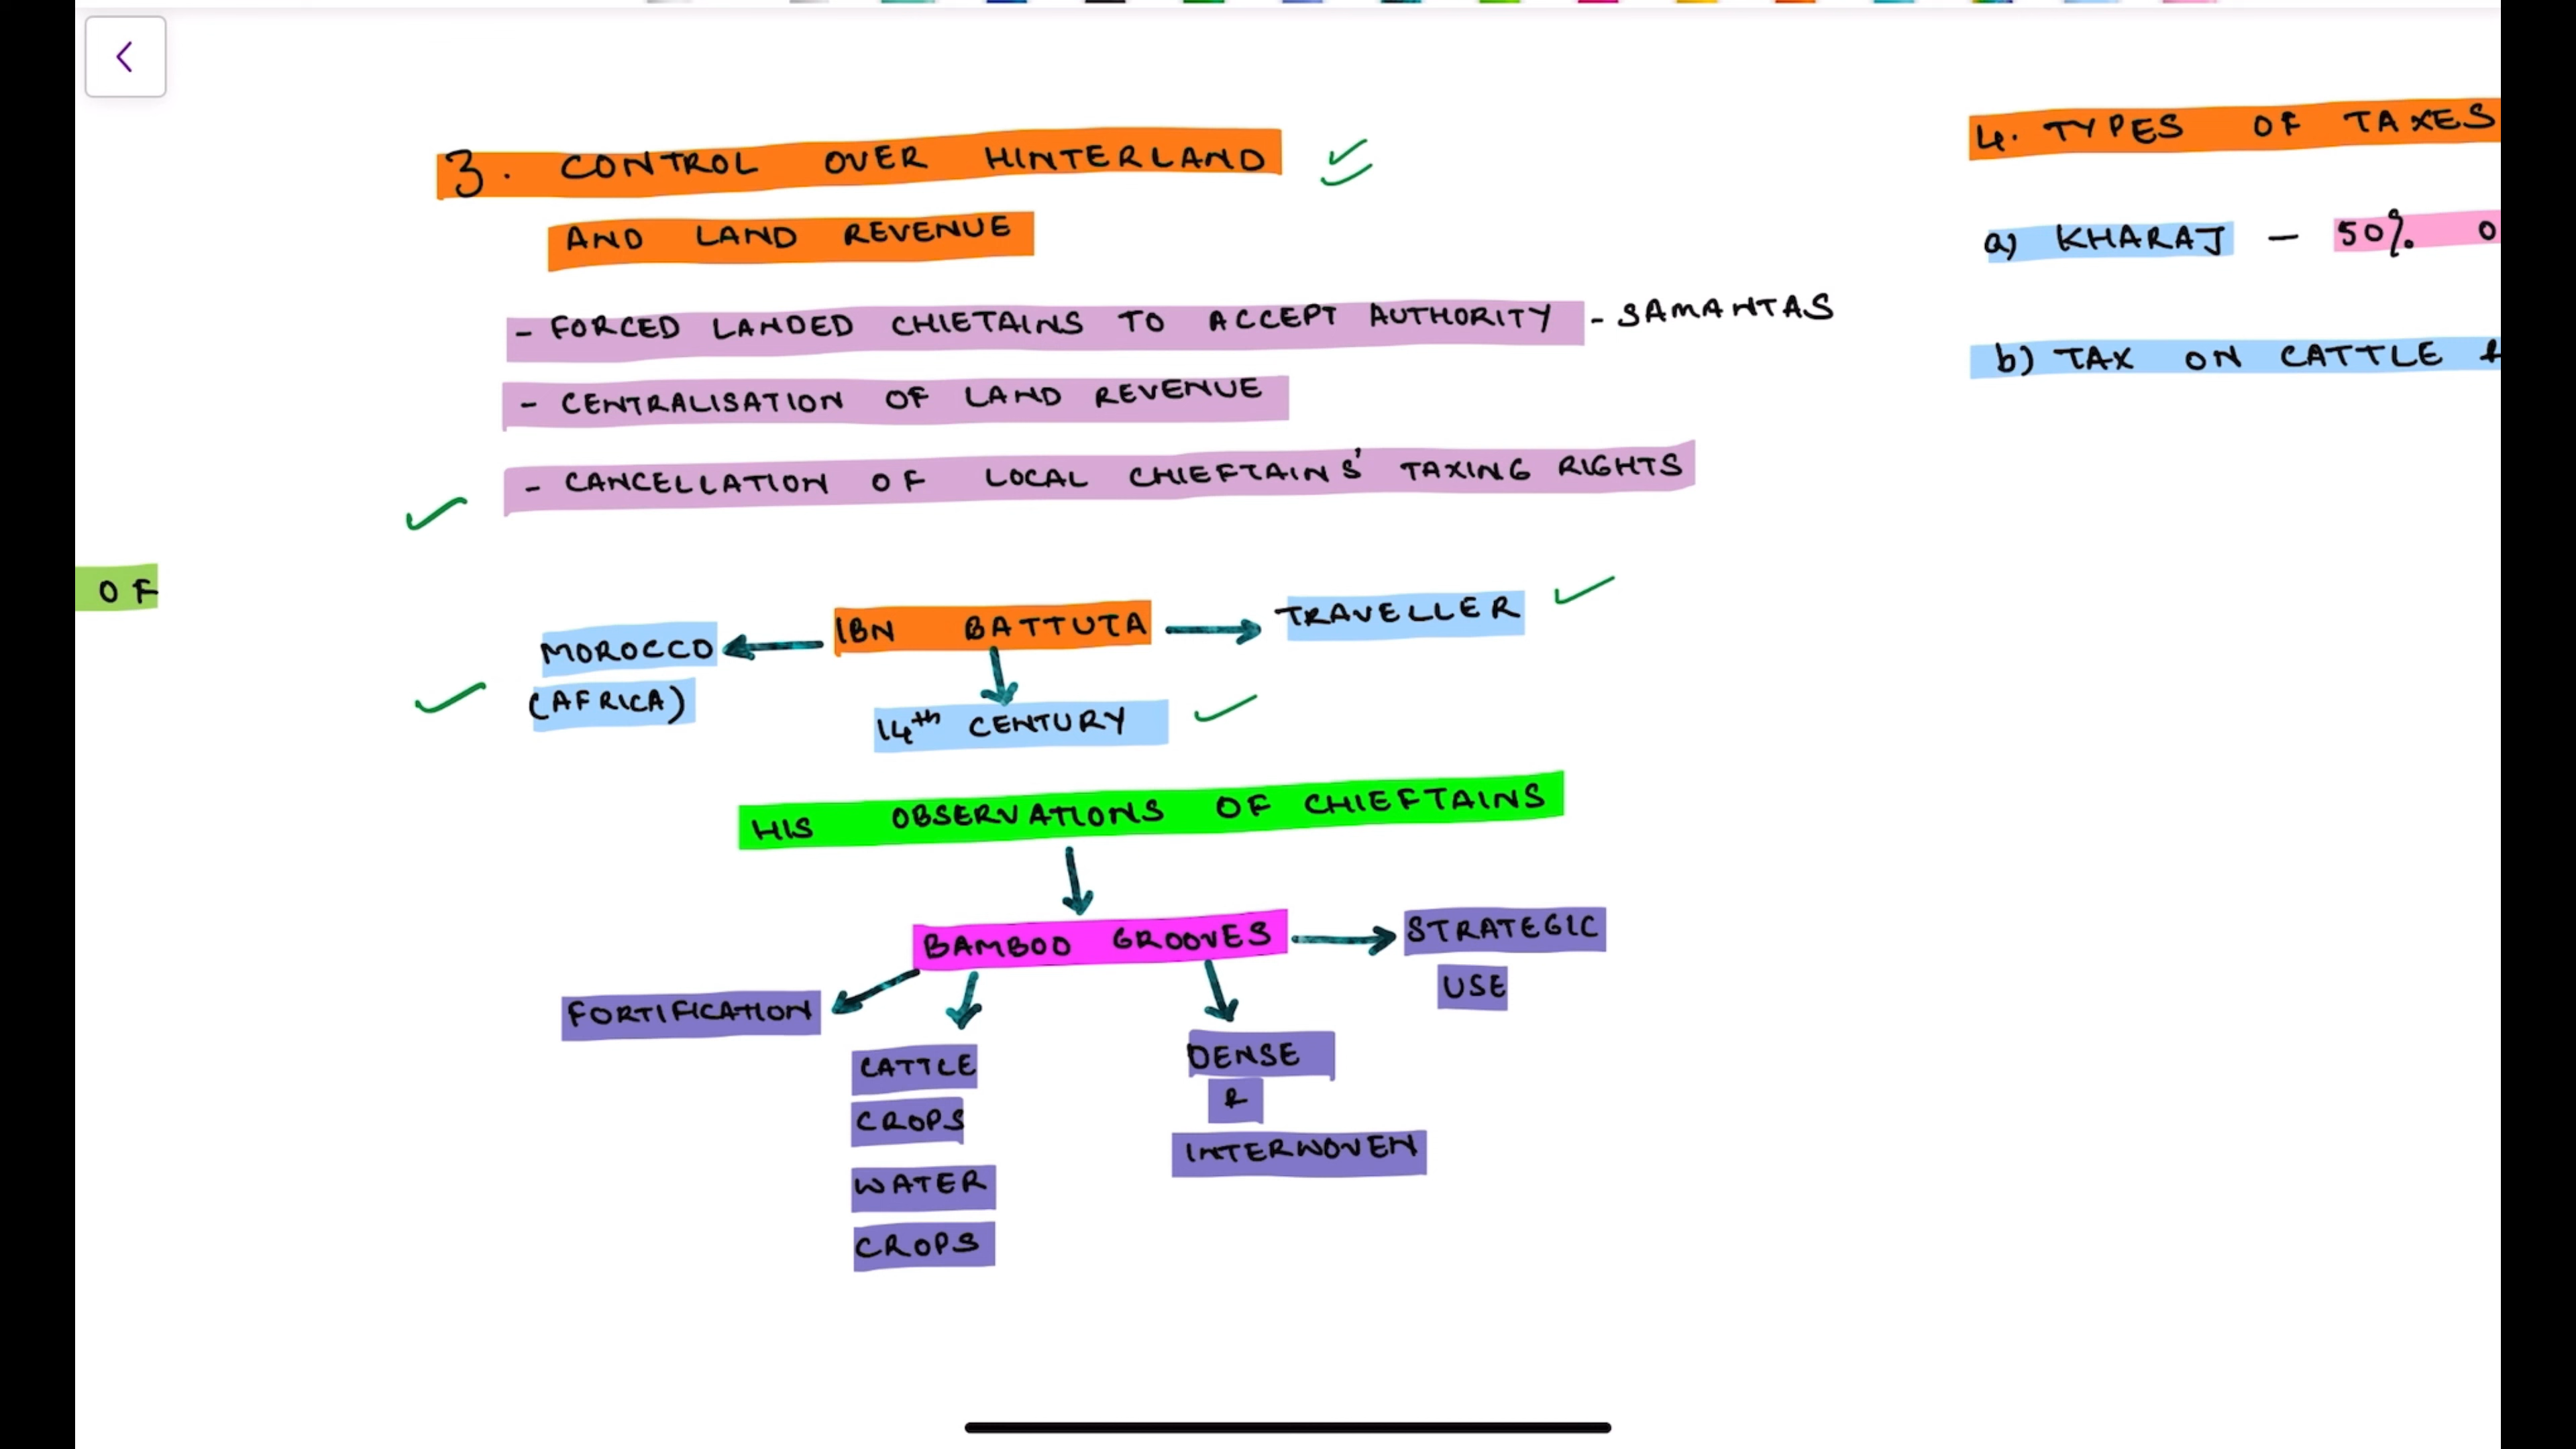 3. CONTROL OVER HINTERLAND
AND LAND REVENUE
- FORCED LANDED CHIETAINS TO ACCEPT AUTHORITY - SAMANTAS
- CENTRALISATION OF LAND REVENUE
- CANCELLATION OF LOCAL CHIEFTAINS' TAXING RIGHTS
OF
IBN BATTUTA
TRAVELLER
MOROCCO
(AFRICA)
14th CENTURY
HIS OBSERVATIONS OF CHIEFTAINS
BAMBOO GROOVES
STRATEGIC
USE
FORTIFICATION
CATTLE
CROPS
WATER
CROPS
DENSE
&
INTERWOVEN
4. TYPES OF TAXES
a) KHARAJ - 50% O
b) TAX ON CATTLE &